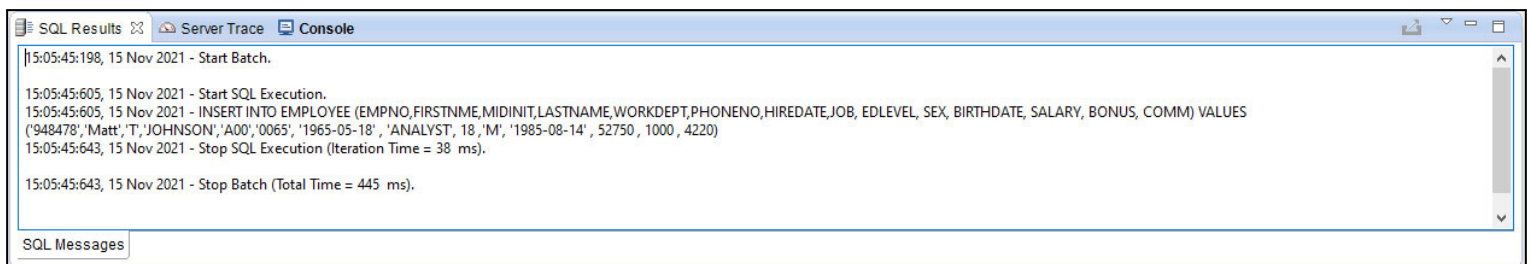 SQL Results Server Trace Console
15:05:45:198, 15 Nov 2021 - Start Batch.
15:05:45:605, 15 Nov 2021 - Start SQL Execution.
15:05:45:605, 15 Nov 2021 - INSERT INTO EMPLOYEE (EMPNO,FIRSTNME,MIDINIT,LASTNAME,WORKDEPT,PHONENO,HIREDATE,JOB, EDLEVEL, SEX, BIRTHDATE, SALARY, BONUS, COMM) VALUES
('948478','Matt','T','JOHNSON','A00','0065', '1965-05-18' , 'ANALYST', 18 ,'M', '1985-08-14' , 52750 , 1000 , 4220)
15:05:45:643, 15 Nov 2021 - Stop SQL Execution (Iteration Time = 38 ms).
15:05:45:643, 15 Nov 2021 - Stop Batch (Total Time = 445 ms).
SQL Messages